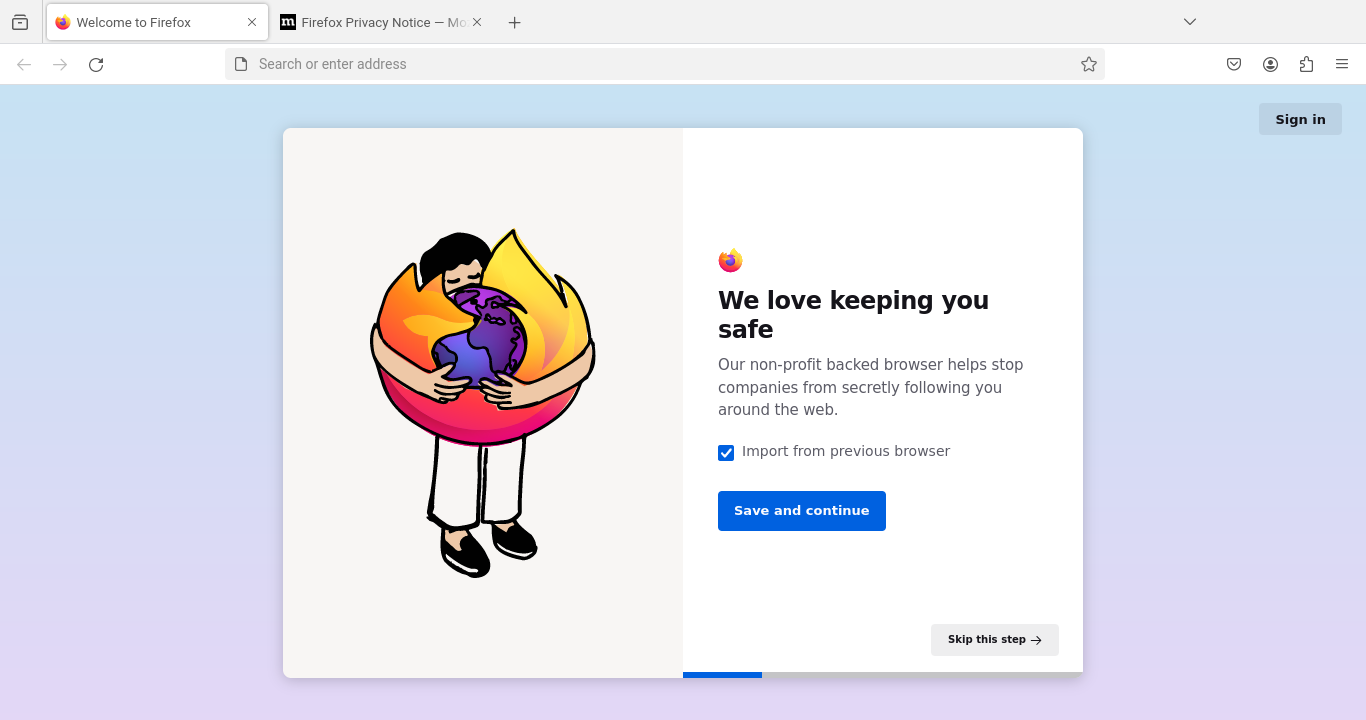 Welcome to Firefox
Firefox Privacy Notice — Mo
Search or enter address
Sign in
We love keeping you
safe
Our non-profit backed browser helps stop
companies from secretly following you
around the web.
Import from previous browser
Save and continue
Skip this step